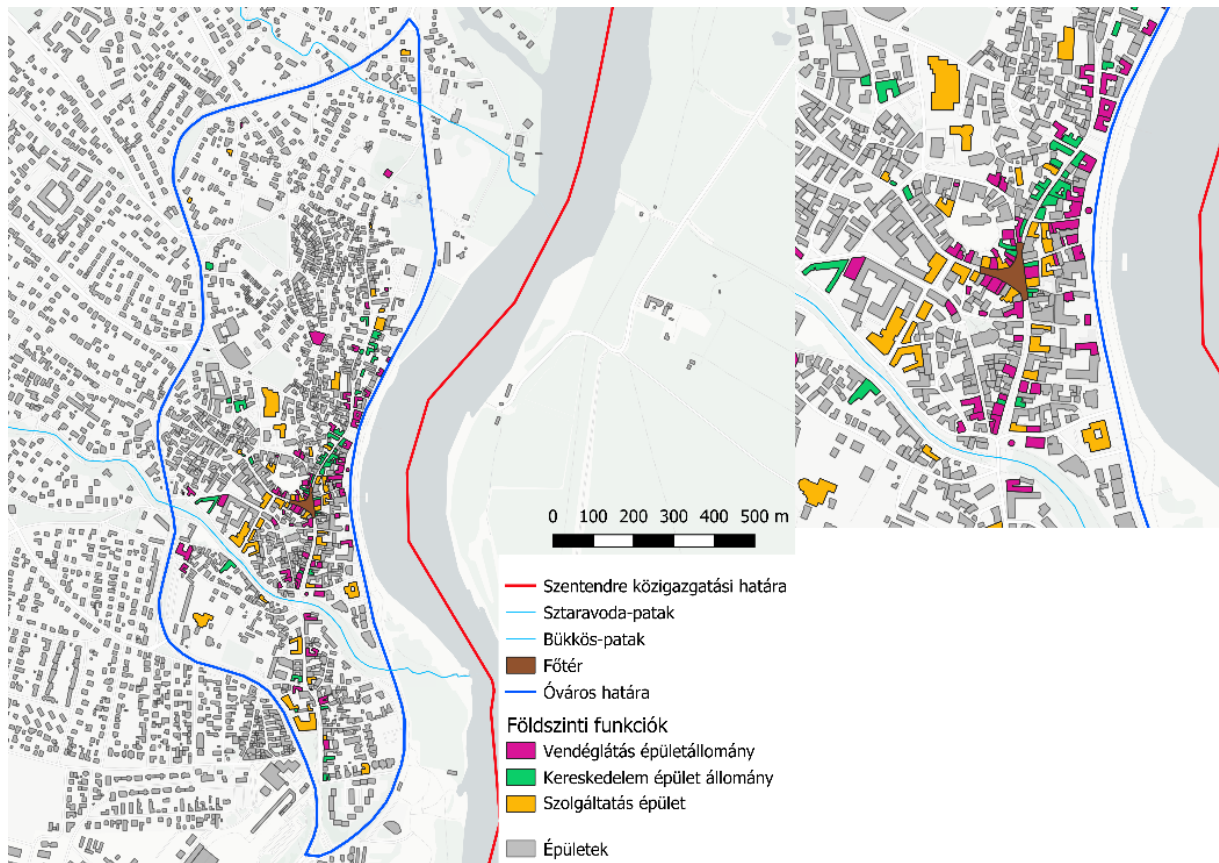 0 100 200 300 400 500 m
Szentendre közigazgatási határa
Sztaravoda-patak
Bükkös-patak
Főtér
Óváros határa
Földszinti funkciók
Vendéglátás épületállomány
Kereskedelem épület állomány
Szolgáltatás épület
Épületek